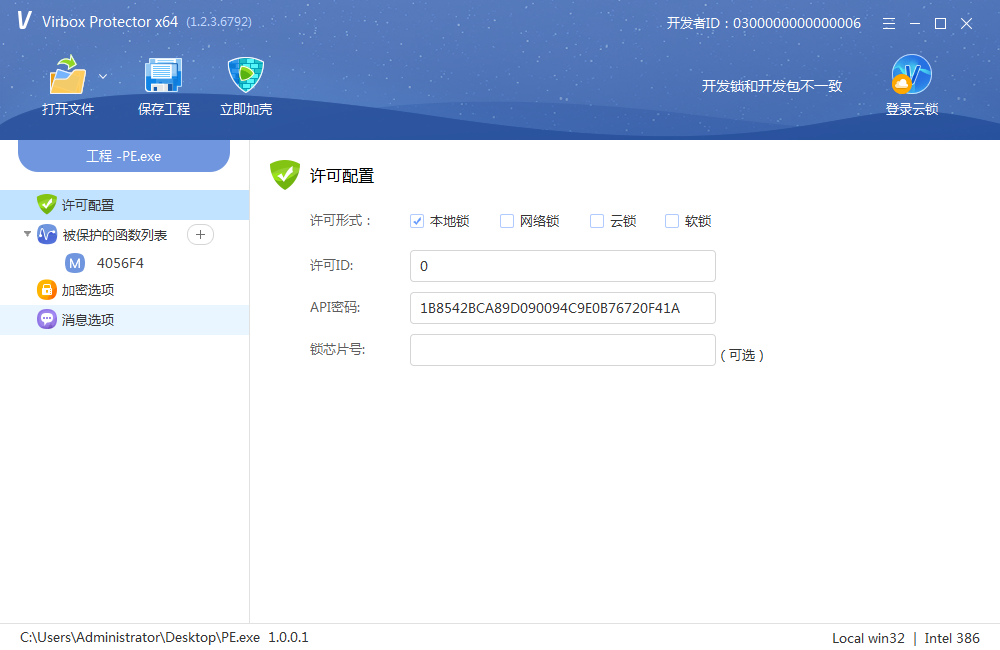 V Virbox Protector x64 (1.2.3.6792) 开发者ID：0300000000000006
打开文件 保存工程 立即加壳 开发锁和开发包不一致 登录云锁
工程 -PE.exe
许可配置
被保护的函数列表
M 4056F4
加密选项
消息选项
许可配置
许可形式： 本地锁 网络锁 云锁 软锁
许可ID: 0
API密码: 1B8542BCA89D090094C9E0B76720F41A
锁芯片号: （可选）
C:\Users\Administrator\Desktop\PE.exe 1.0.0.1 Local win32 | Intel 386